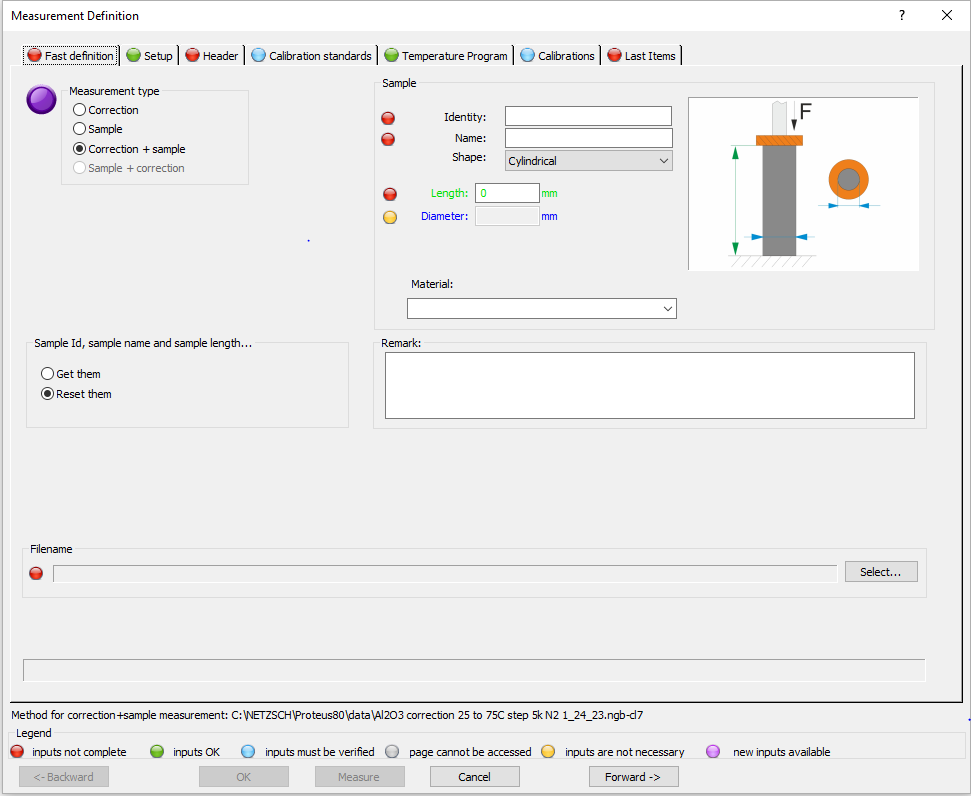 Measurement Definition ?
Fast definition Setup Header Calibration standards Temperature Program Calibrations Last Items
Measurement type
Correction
Sample
Correction + sample
Sample + correction
Sample
Identity:
Name:
Shape: Cylindrical
Length: 0 mm
Diameter: mm
F
Material:
Sample Id, sample name and sample length...
Get them
Reset them
Remark:
Filename
Select...
Method for correction+sample measurement: C:\NETZSCH\Proteus80\data\Al2O3 correction 25 to 75C step 5k N2 1_24_23.ngb-cl7
Legend
inputs not complete inputs OK inputs must be verified page cannot be accessed inputs are not necessary new inputs available
<- Backward OK Measure Cancel Forward ->